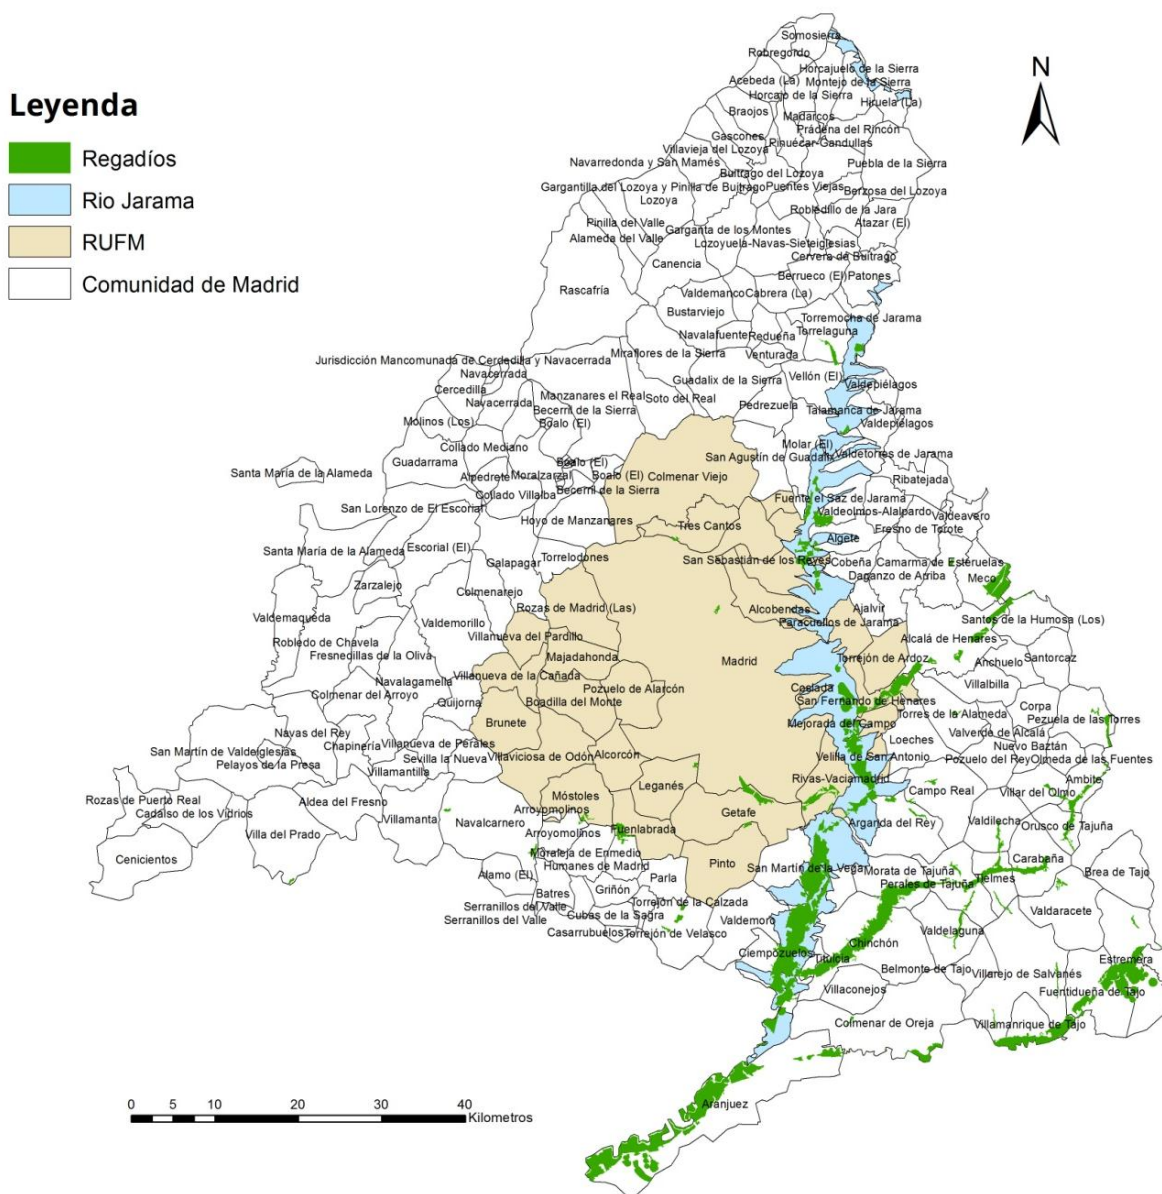 Somosierra
Robregordo
Horcajuelo de la Sierra
Acebeda (La)
Montejo de la Sierra
Horcajo de la Sierra
Hiruela (La)
Braojos
Madarcos
Prádena del Rincón
Gascones
Piñuécar-Gandullas
Villavieja del Lozoya
Navarredonda y San Mamés
Puebla de la Sierra
Buitrago del Lozoya
Gargantilla del Lozoya y Pinilla de Buitrago
Puentes Viejas
Berzosa del Lozoya
Lozoya
Robledillo de la Jara
Pinilla del Valle
Atazar (El)
Garganta de los Montes
Alameda del Valle
Lozoyuela-Navas-Sieteiglesias
Cervera de Buitrago
Canencia
Berrueco (El)
Patones
Rascafría
Valdemanco
Cabrera (La)
Bustarviejo
Torremocha de Jarama
Torrelaguna
Navalafuente
Redueña
Miraflores de la Sierra
Venturada
Jurisdicción Mancomunada de Cerdedilla y Navacerrada
Navacerrada
Vellón (El)
Guadalix de la Sierra
Valdepiélagos
Cercedilla
Manzanares el Real
Soto del Real
Navacerrada
Becerril de la Sierra
Pedrezuela
Talamanca de Jarama
Molinos (Los)
Boalo (El)
Valdepiélagos
Collado Mediano
Molar (El)
San Agustín de Guadalix
Valdetorres de Jarama
Guadarrama
Boalo (El)
Santa María de la Alameda
Alpedrete
Moralzarzal
Boalo (El)
Colmenar Viejo
Ribatejada
Collado Villalba
Becerril de la Sierra
Fuente el Saz de Jarama
San Lorenzo de El Escorial
Valdeolmos-Alalpardo
Valdeavero
Hoyo de Manzanares
Tres Cantos
Fresno de Torote
Algete
Santa María de la Alameda
Escorial (El)
Torrelodones
San Sebastián de los Reyes
Galapagar
Cobeña
Camarma de Esteruelas
Daganzo de Arriba
Meco
Zarzalejo
Colmenarejo
Rozas de Madrid (Las)
Alcobendas
Ajalvir
Valdemaqueda
Valdemorillo
Paracuellos de Jarama
Santos de la Humosa (Los)
Villanueva del Pardillo
Robledo de Chavela
Alcalá de Henares
Fresnedillas de la Oliva
Majadahonda
Madrid
Torrejón de Ardoz
Anchuelo
Santorcaz
Navalagamella
Villanueva de la Cañada
Villalbilla
Colmenar del Arroyo
Pozuelo de Alarcón
Coslada
Quijorna
Boadilla del Monte
San Fernando de Henares
Corpa
Torres de la Alameda
Pezuela de las Torres
Brunete
Mejorada del Campo
Navas del Rey
Valverde de Alcalá
Chapinería
Villanueva de Perales
Loeches
Nuevo Baztán
San Martín de Valdeiglesias
Sevilla la Nueva
Villaviciosa de Odón
Alcorcón
Velilla de San Antonio
Pozuelo del Rey
Olmeda de las Fuentes
Pelayos de la Presa
Villamantilla
Rivas-Vaciamadrid
Ambite
Leganés
Campo Real
Villar del Olmo
Rozas de Puerto Real
Aldea del Fresno
Móstoles
Cadalso de los Vidrios
Arroyomolinos
Getafe
Villamanta
Navalcarnero
Arganda del Rey
Valdilecha
Orusco de Tajuña
Villa del Prado
Arroyomolinos
Fuenlabrada
Cenicientos
Moraleja de Enmedio
Pinto
Carabaña
Humanes de Madrid
San Martín de la Vega
Morata de Tajuña
Brea de Tajo
Alamo (El)
Parla
Perales de Tajuña
Tielmes
Batres
Griñón
Serranillos del Valle
Torrejón de la Calzada
Valdaracete
Serranillos del Valle
Cubas de la Sagra
Valdemoro
Casarrubuelos
Torrejón de Velasco
Valdelaguna
Chinchón
Ciempozuelos
Titulcia
Estremera
Belmonte de Tajo
Villarejo de Salvanés
Villaconejos
Fuentidueña de Tajo
Colmenar de Oreja
Villamanrique de Tajo
Aranjuez
N
Leyenda
Regadíos
Rio Jarama
RUFM
Comunidad de Madrid
0 5 10 20 30 40
Kilometros